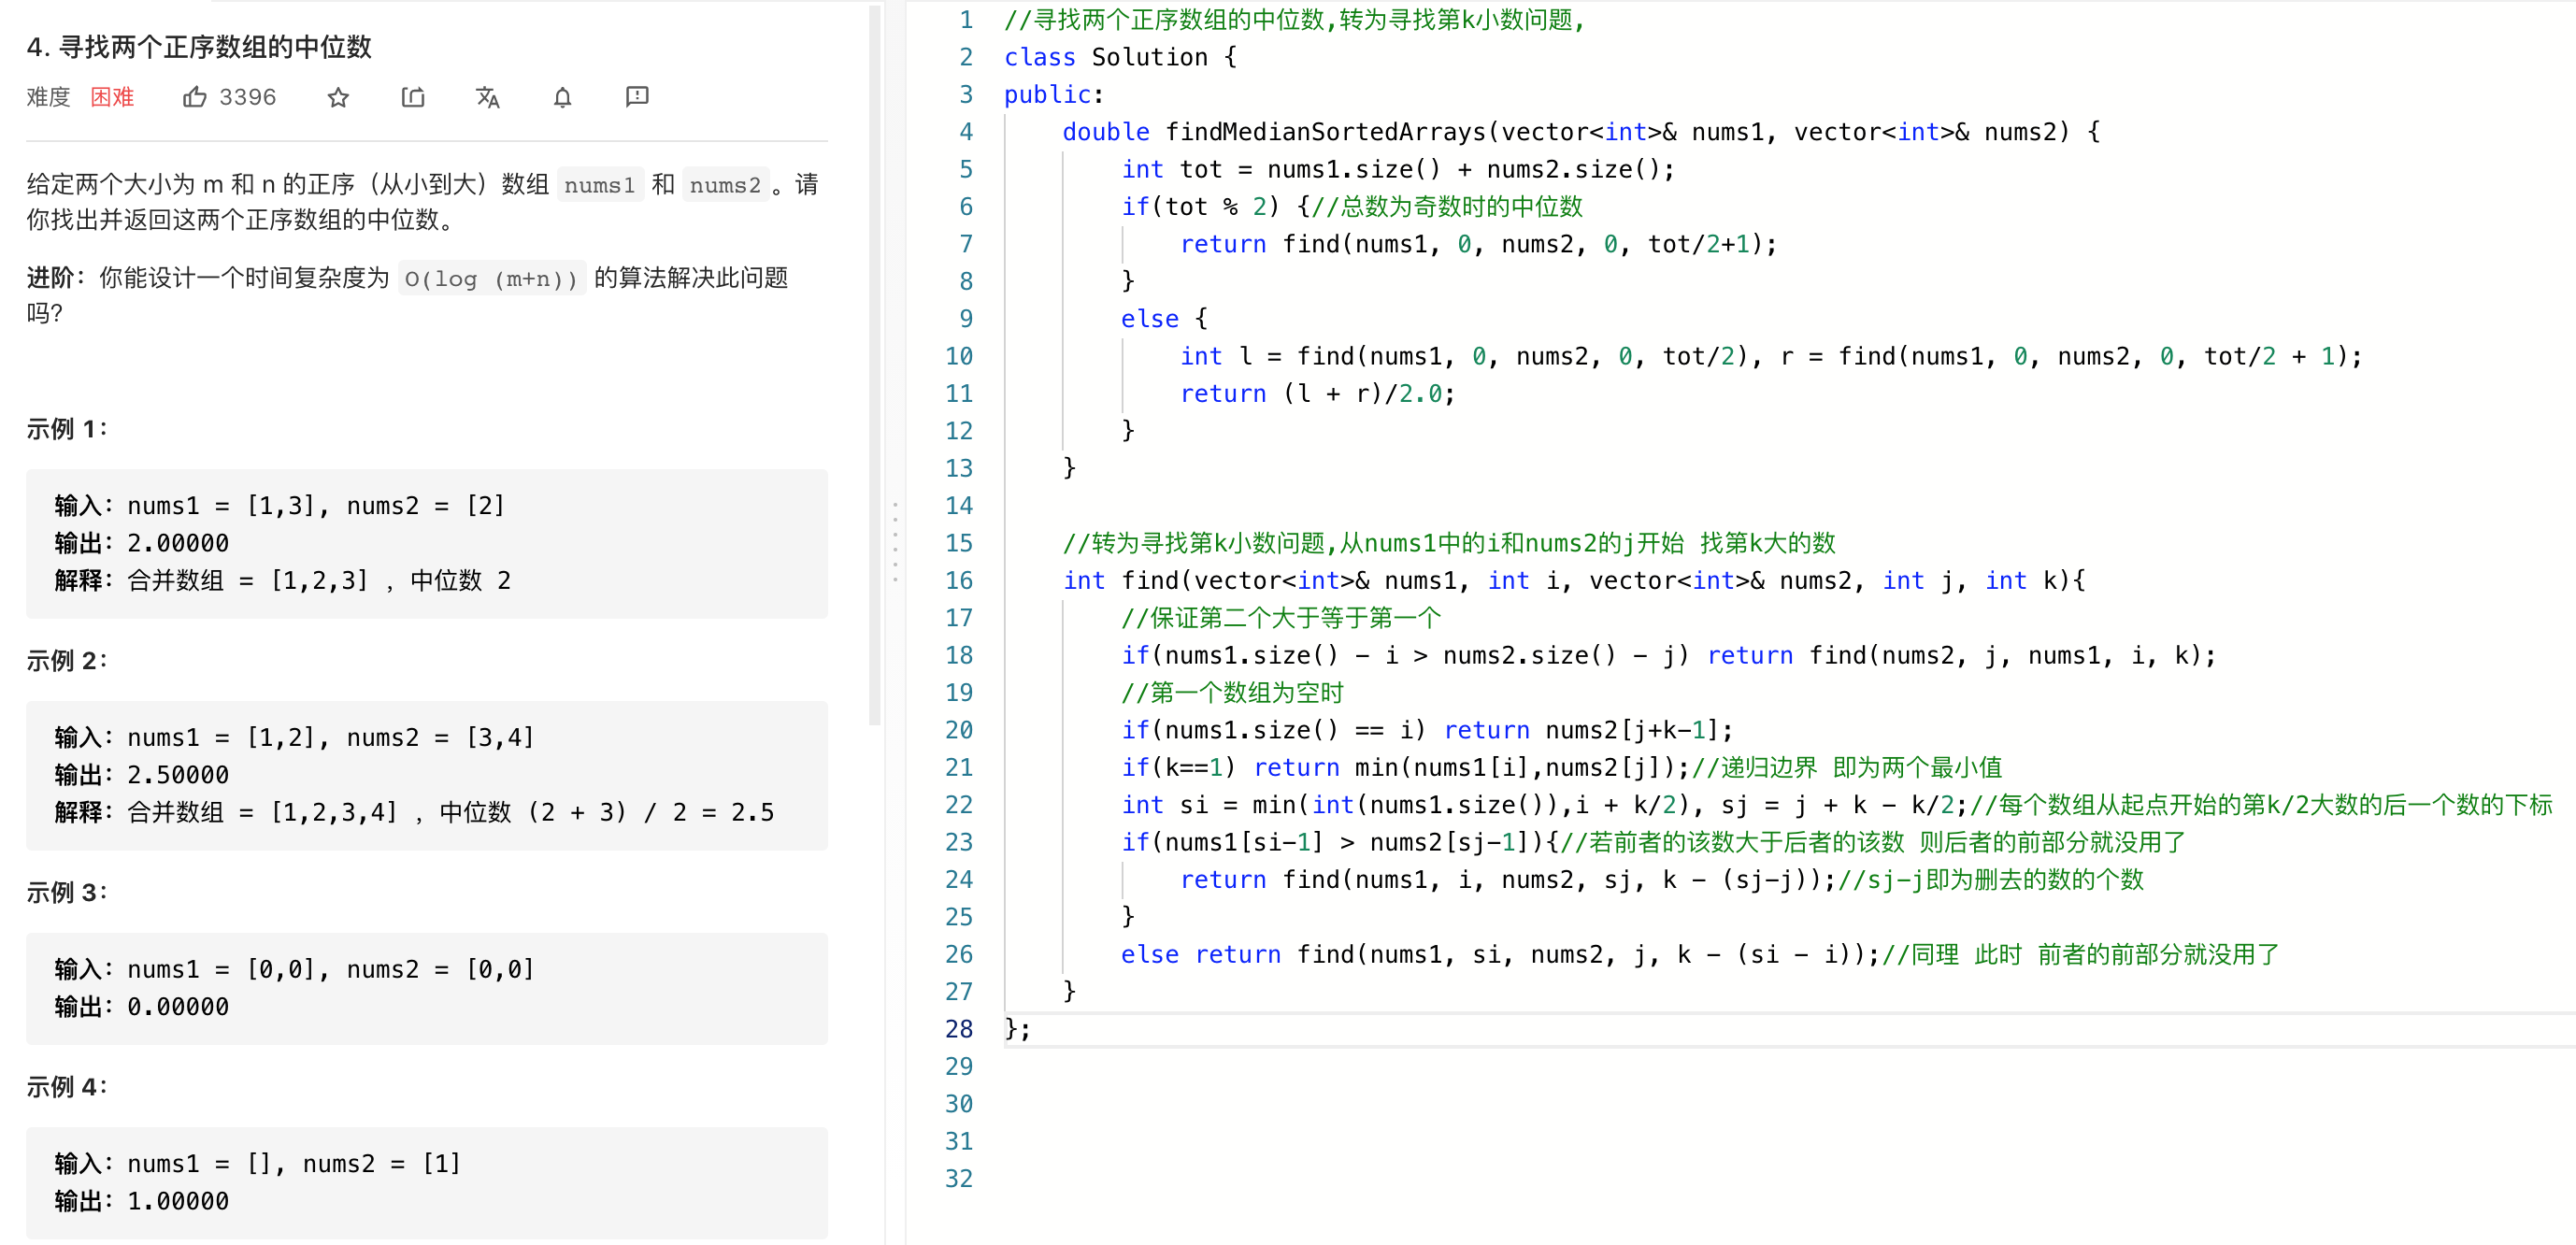 4. 寻找两个正序数组的中位数
难度 困难 3396
给定两个大小为 m 和 n 的正序（从小到大）数组 nums1 和 nums2 。请
你找出并返回这两个正序数组的中位数。
进阶：你能设计一个时间复杂度为 O(log (m+n)) 的算法解决此问题
吗？
示例 1：
输入：nums1 = [1,3], nums2 = [2]
输出：2.00000
解释：合并数组 = [1,2,3] ，中位数 2
示例 2：
输入：nums1 = [1,2], nums2 = [3,4]
输出：2.50000
解释：合并数组 = [1,2,3,4] ，中位数 (2 + 3) / 2 = 2.5
示例 3：
输入：nums1 = [0,0], nums2 = [0,0]
输出：0.00000
示例 4：
输入：nums1 = [], nums2 = [1]
输出：1.00000
1 //寻找两个正序数组的中位数,转为寻找第k小数问题,
2 class Solution {
3 public:
4 double findMedianSortedArrays(vector<int>& nums1, vector<int>& nums2) {
5 int tot = nums1.size() + nums2.size();
6 if(tot % 2) {//总数为奇数时的中位数
7 return find(nums1, 0, nums2, 0, tot/2+1);
8 }
9 else {
10 int l = find(nums1, 0, nums2, 0, tot/2), r = find(nums1, 0, nums2, 0, tot/2 + 1);
11 return (l + r)/2.0;
12 }
13 }
14
15 //转为寻找第k小数问题,从nums1中的i和nums2的j开始 找第k大的数
16 int find(vector<int>& nums1, int i, vector<int>& nums2, int j, int k){
17 //保证第二个大于等于第一个
18 if(nums1.size() - i > nums2.size() - j) return find(nums2, j, nums1, i, k);
19 //第一个数组为空时
20 if(nums1.size() == i) return nums2[j+k-1];
21 if(k==1) return min(nums1[i],nums2[j]);//递归边界 即为两个最小值
22 int si = min(int(nums1.size()),i + k/2), sj = j + k - k/2;//每个数组从起点开始的第k/2大数的后一个数的下标
23 if(nums1[si-1] > nums2[sj-1]){//若前者的该数大于后者的该数 则后者的前部分就没用了
24 return find(nums1, i, nums2, sj, k - (sj-j));//sj-j即为删去的数的个数
25 }
26 else return find(nums1, si, nums2, j, k - (si - i));//同理 此时 前者的前部分就没用了
27 }
28 };
29
30
31
32